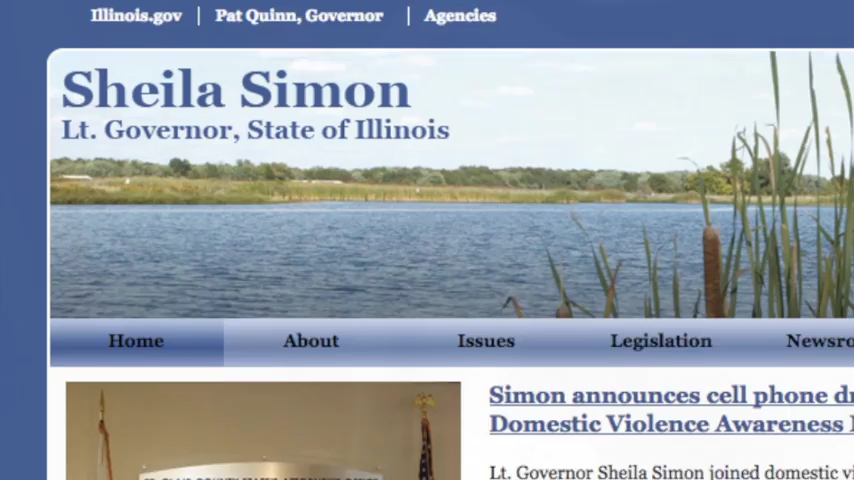 Illinois.gov | Pat Quinn, Governor | Agencies
Sheila Simon
Lt. Governor, State of Illinois
Home About Issues Legislation Newsro
Simon announces cell phone dr
Domestic Violence Awareness
Lt. Governor Sheila Simon joined domestic vi